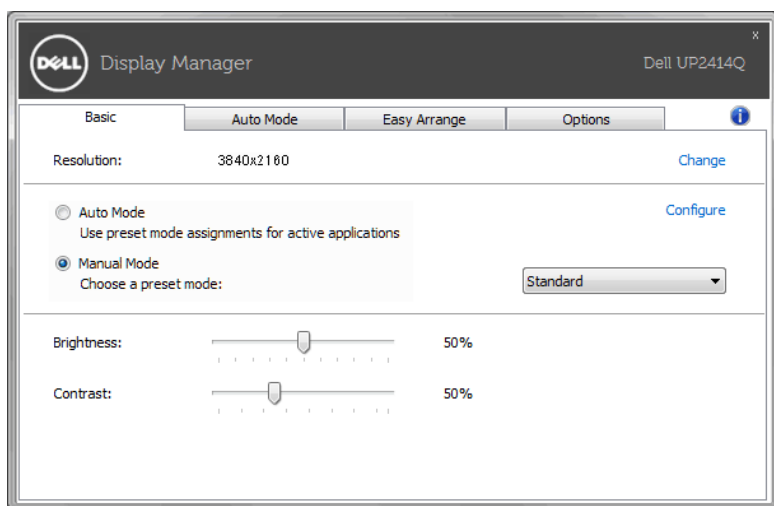 DELL Display Manager
x
Dell UP2414Q
Basic Auto Mode Easy Arrange Options i
Resolution: 3840x2160 Change
Auto Mode Configure
Use preset mode assignments for active applications
Manual Mode
Choose a preset mode: Standard
Brightness: 50%
Contrast: 50%